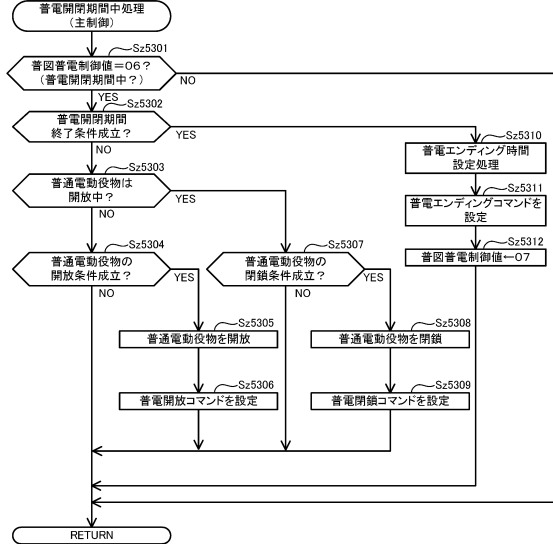 普電開閉期間中処理
(主制御)
Sz5301
普図普電制御値=06?
(普電開閉期間中?)
NO
YES
Sz5302
普電開閉期間
終了条件成立?
YES
NO
Sz5310
普電エンディング時間
設定処理
Sz5303
普通電動役物は
開放中?
YES
NO
Sz5311
普電エンディングコマンドを
設定
Sz5304
普通電動役物の
開放条件成立?
YES
NO
Sz5307
普通電動役物の
閉鎖条件成立?
YES
NO
Sz5312
普図普電制御値←07
Sz5305
普通電動役物を開放
Sz5308
普通電動役物を閉鎖
Sz5306
普電開放コマンドを設定
Sz5309
普電閉鎖コマンドを設定
RETURN